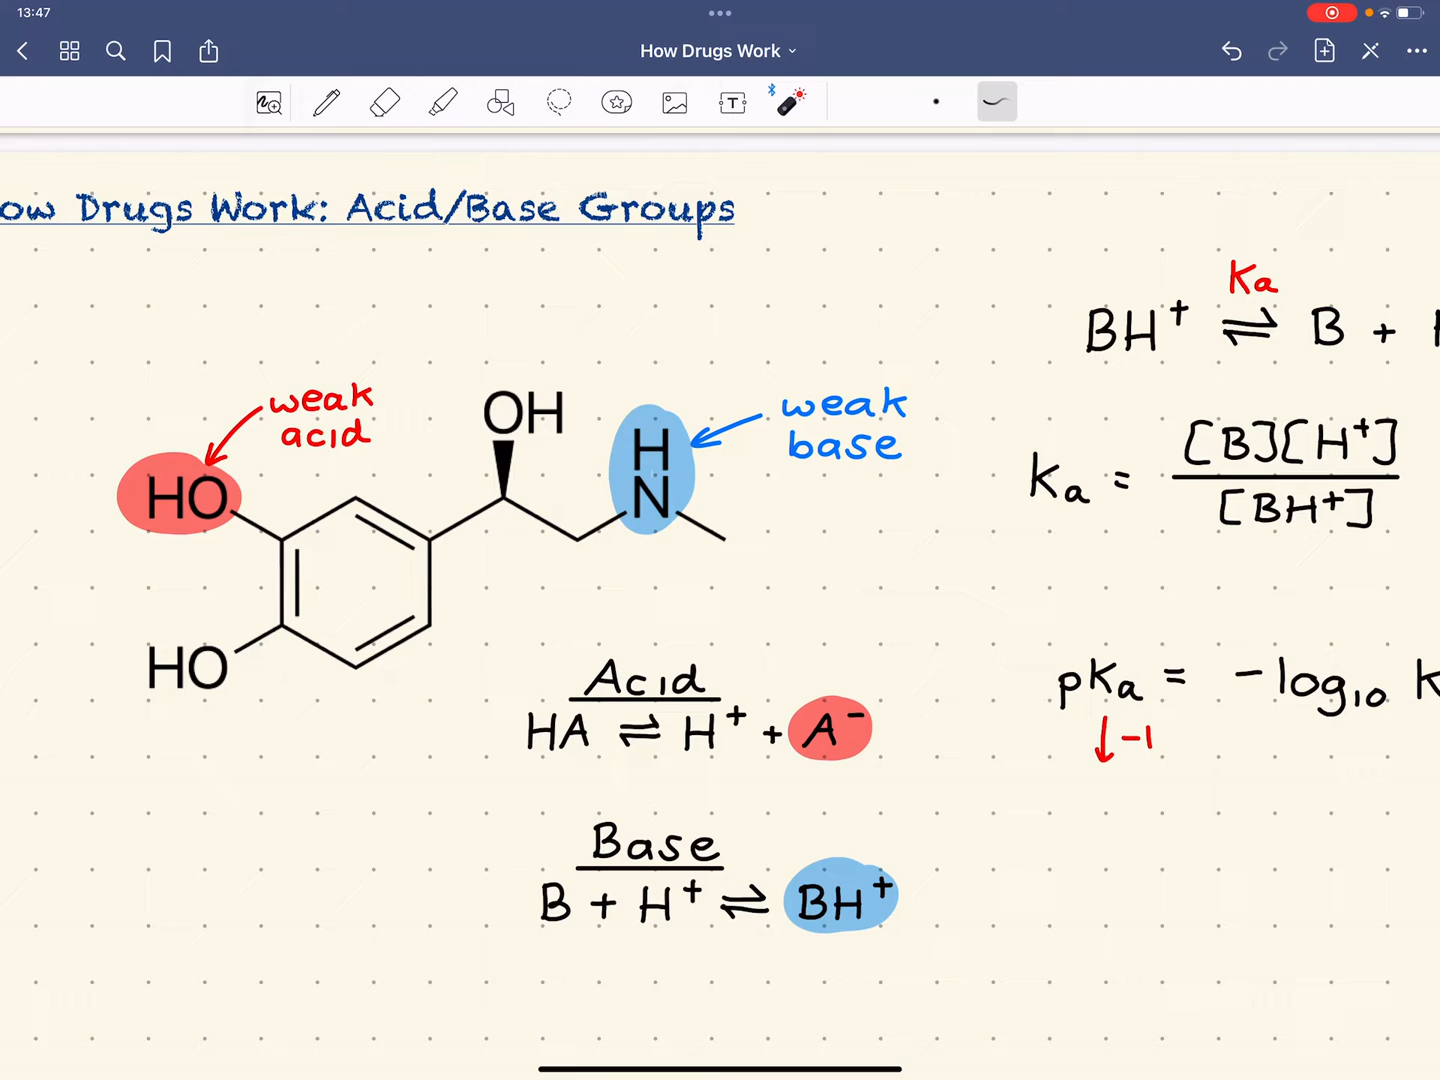 13:47
How Drugs Work
T
ow Drugs Work: Acid/Base Groups
Ka
BH⁺ ⇌ B +
weak
acid
OH
weak
base
H
N
HO
HO
Ka = [B][H⁺]
[BH⁺]
Acid
HA ⇌ H⁺ + A⁻
pKa = -log₁₀ K
↓-1
Base
B + H⁺ ⇌ BH⁺